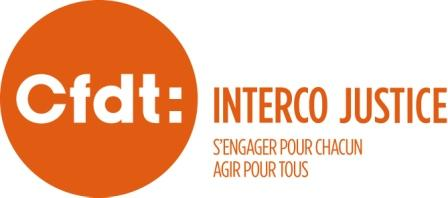 Cfdt:
INTERCO JUSTICE
S'ENGAGER POUR CHACUN
AGIR POUR TOUS